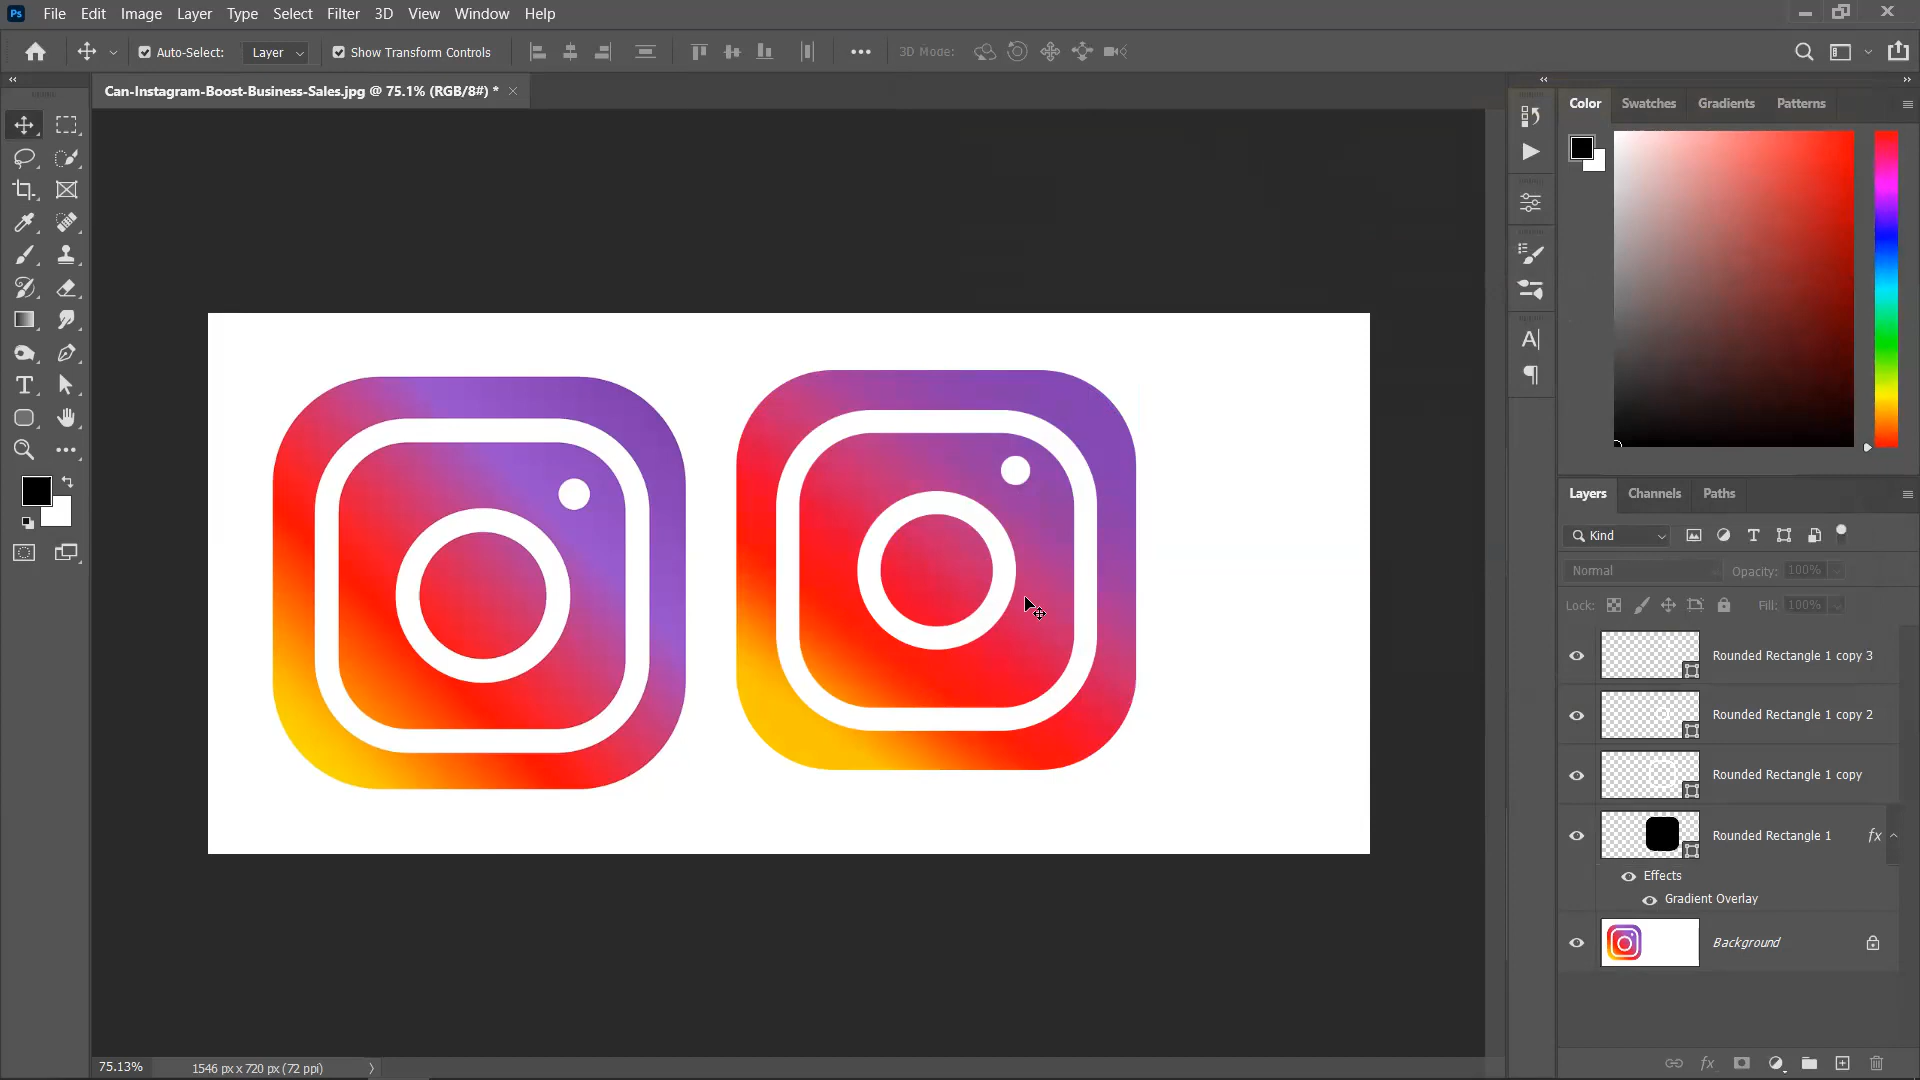 Ps File Edit Image Layer Type Select Filter 3D View Window Help
Auto-Select: Layer Show Transform Controls 3D Mode:
Can-Instagram-Boost-Business-Sales.jpg @ 75.1% (RGB/8#) *
Color Swatches Gradients Patterns
Layers Channels Paths
Kind
Normal Opacity: 100%
Lock: Fill: 100%
Rounded Rectangle 1 copy 3
Rounded Rectangle 1 copy 2
Rounded Rectangle 1 copy
Rounded Rectangle 1 fx
Effects
Gradient Overlay
Background
75.13% 1546 px x 720 px (72 ppi)
fx